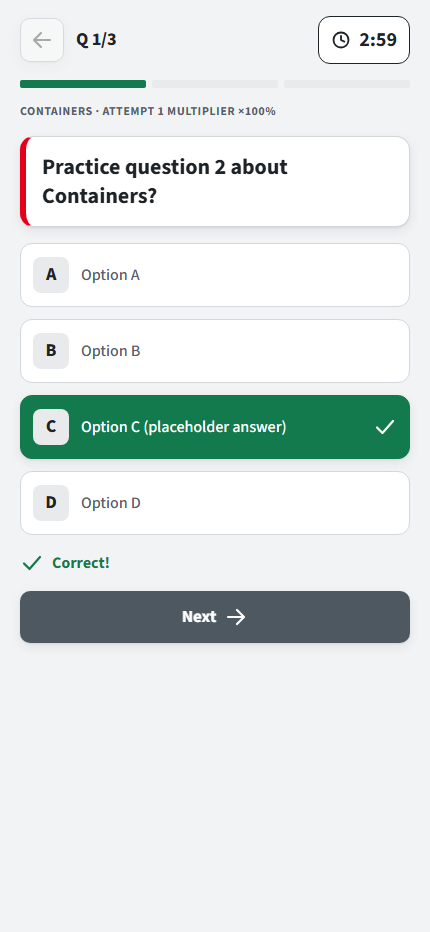 Q 1/3
2:59
CONTAINERS · ATTEMPT 1 MULTIPLIER ×100%
Practice question 2 about
Containers?
A Option A
B Option B
C Option C (placeholder answer)
D Option D
Correct!
Next